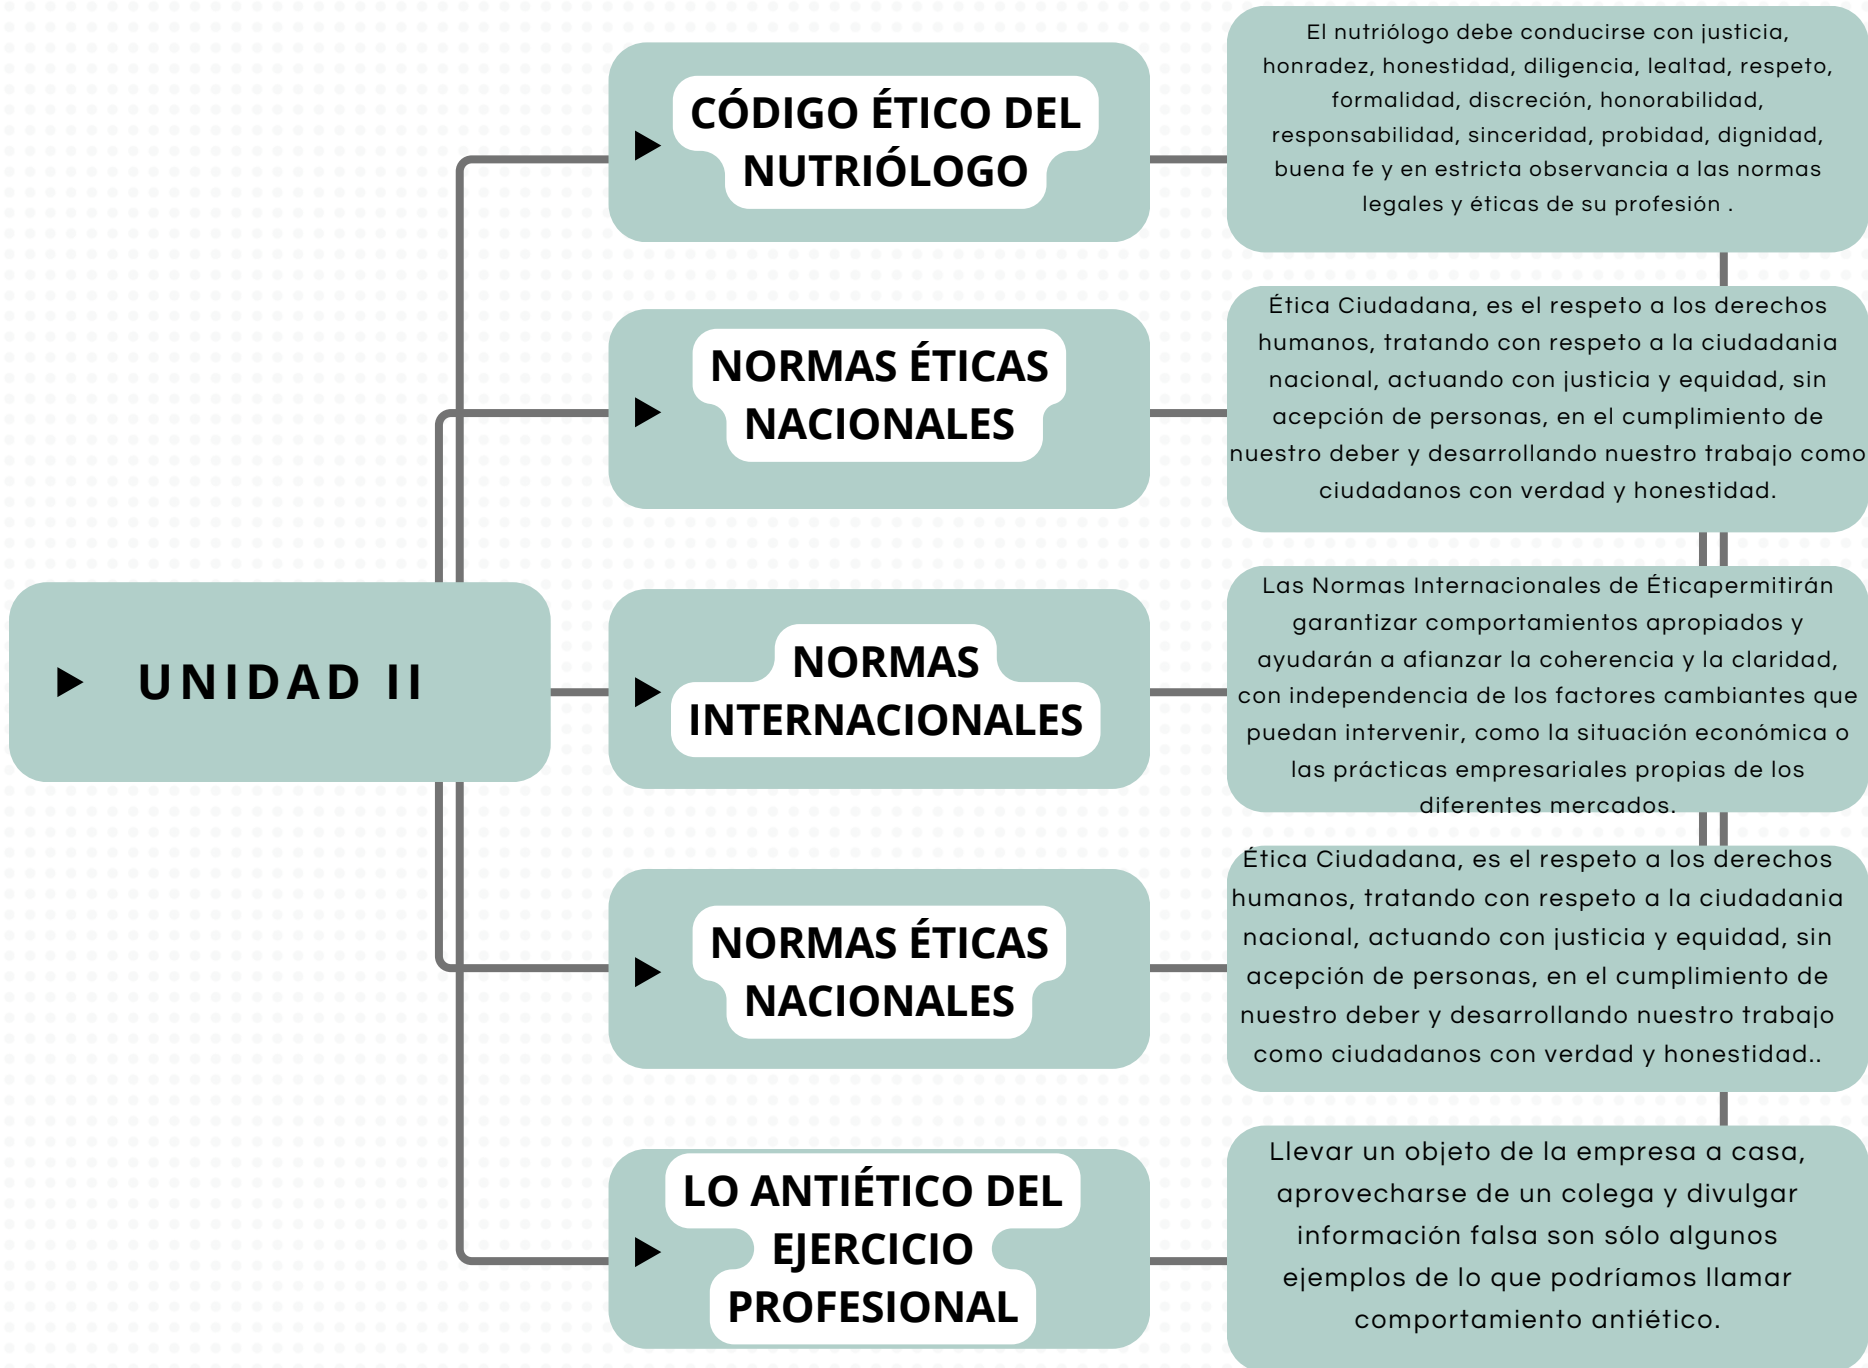 UNIDAD II
CÓDIGO ÉTICO DEL
NUTRIÓLOGO
El nutriólogo debe conducirse con justicia,
honradez, honestidad, diligencia, lealtad, respeto,
formalidad, discreción, honorabilidad,
responsabilidad, sinceridad, probidad, dignidad,
buena fe y en estricta observancia a las normas
legales y éticas de su profesión .
NORMAS ÉTICAS
NACIONALES
Ética Ciudadana, es el respeto a los derechos
humanos, tratando con respeto a la ciudadania
nacional, actuando con justicia y equidad, sin
acepción de personas, en el cumplimiento de
nuestro deber y desarrollando nuestro trabajo como
ciudadanos con verdad y honestidad.
NORMAS
INTERNACIONALES
Las Normas Internacionales de Éticapermitirán
garantizar comportamientos apropiados y
ayudarán a afianzar la coherencia y la claridad,
con independencia de los factores cambiantes que
puedan intervenir, como la situación económica o
las prácticas empresariales propias de los
diferentes mercados.
NORMAS ÉTICAS
NACIONALES
Ética Ciudadana, es el respeto a los derechos
humanos, tratando con respeto a la ciudadania
nacional, actuando con justicia y equidad, sin
acepción de personas, en el cumplimiento de
nuestro deber y desarrollando nuestro trabajo
como ciudadanos con verdad y honestidad..
LO ANTIÉTICO DEL
EJERCICIO
PROFESIONAL
Llevar un objeto de la empresa a casa,
aprovecharse de un colega y divulgar
información falsa son sólo algunos
ejemplos de lo que podríamos llamar
comportamiento antiético.